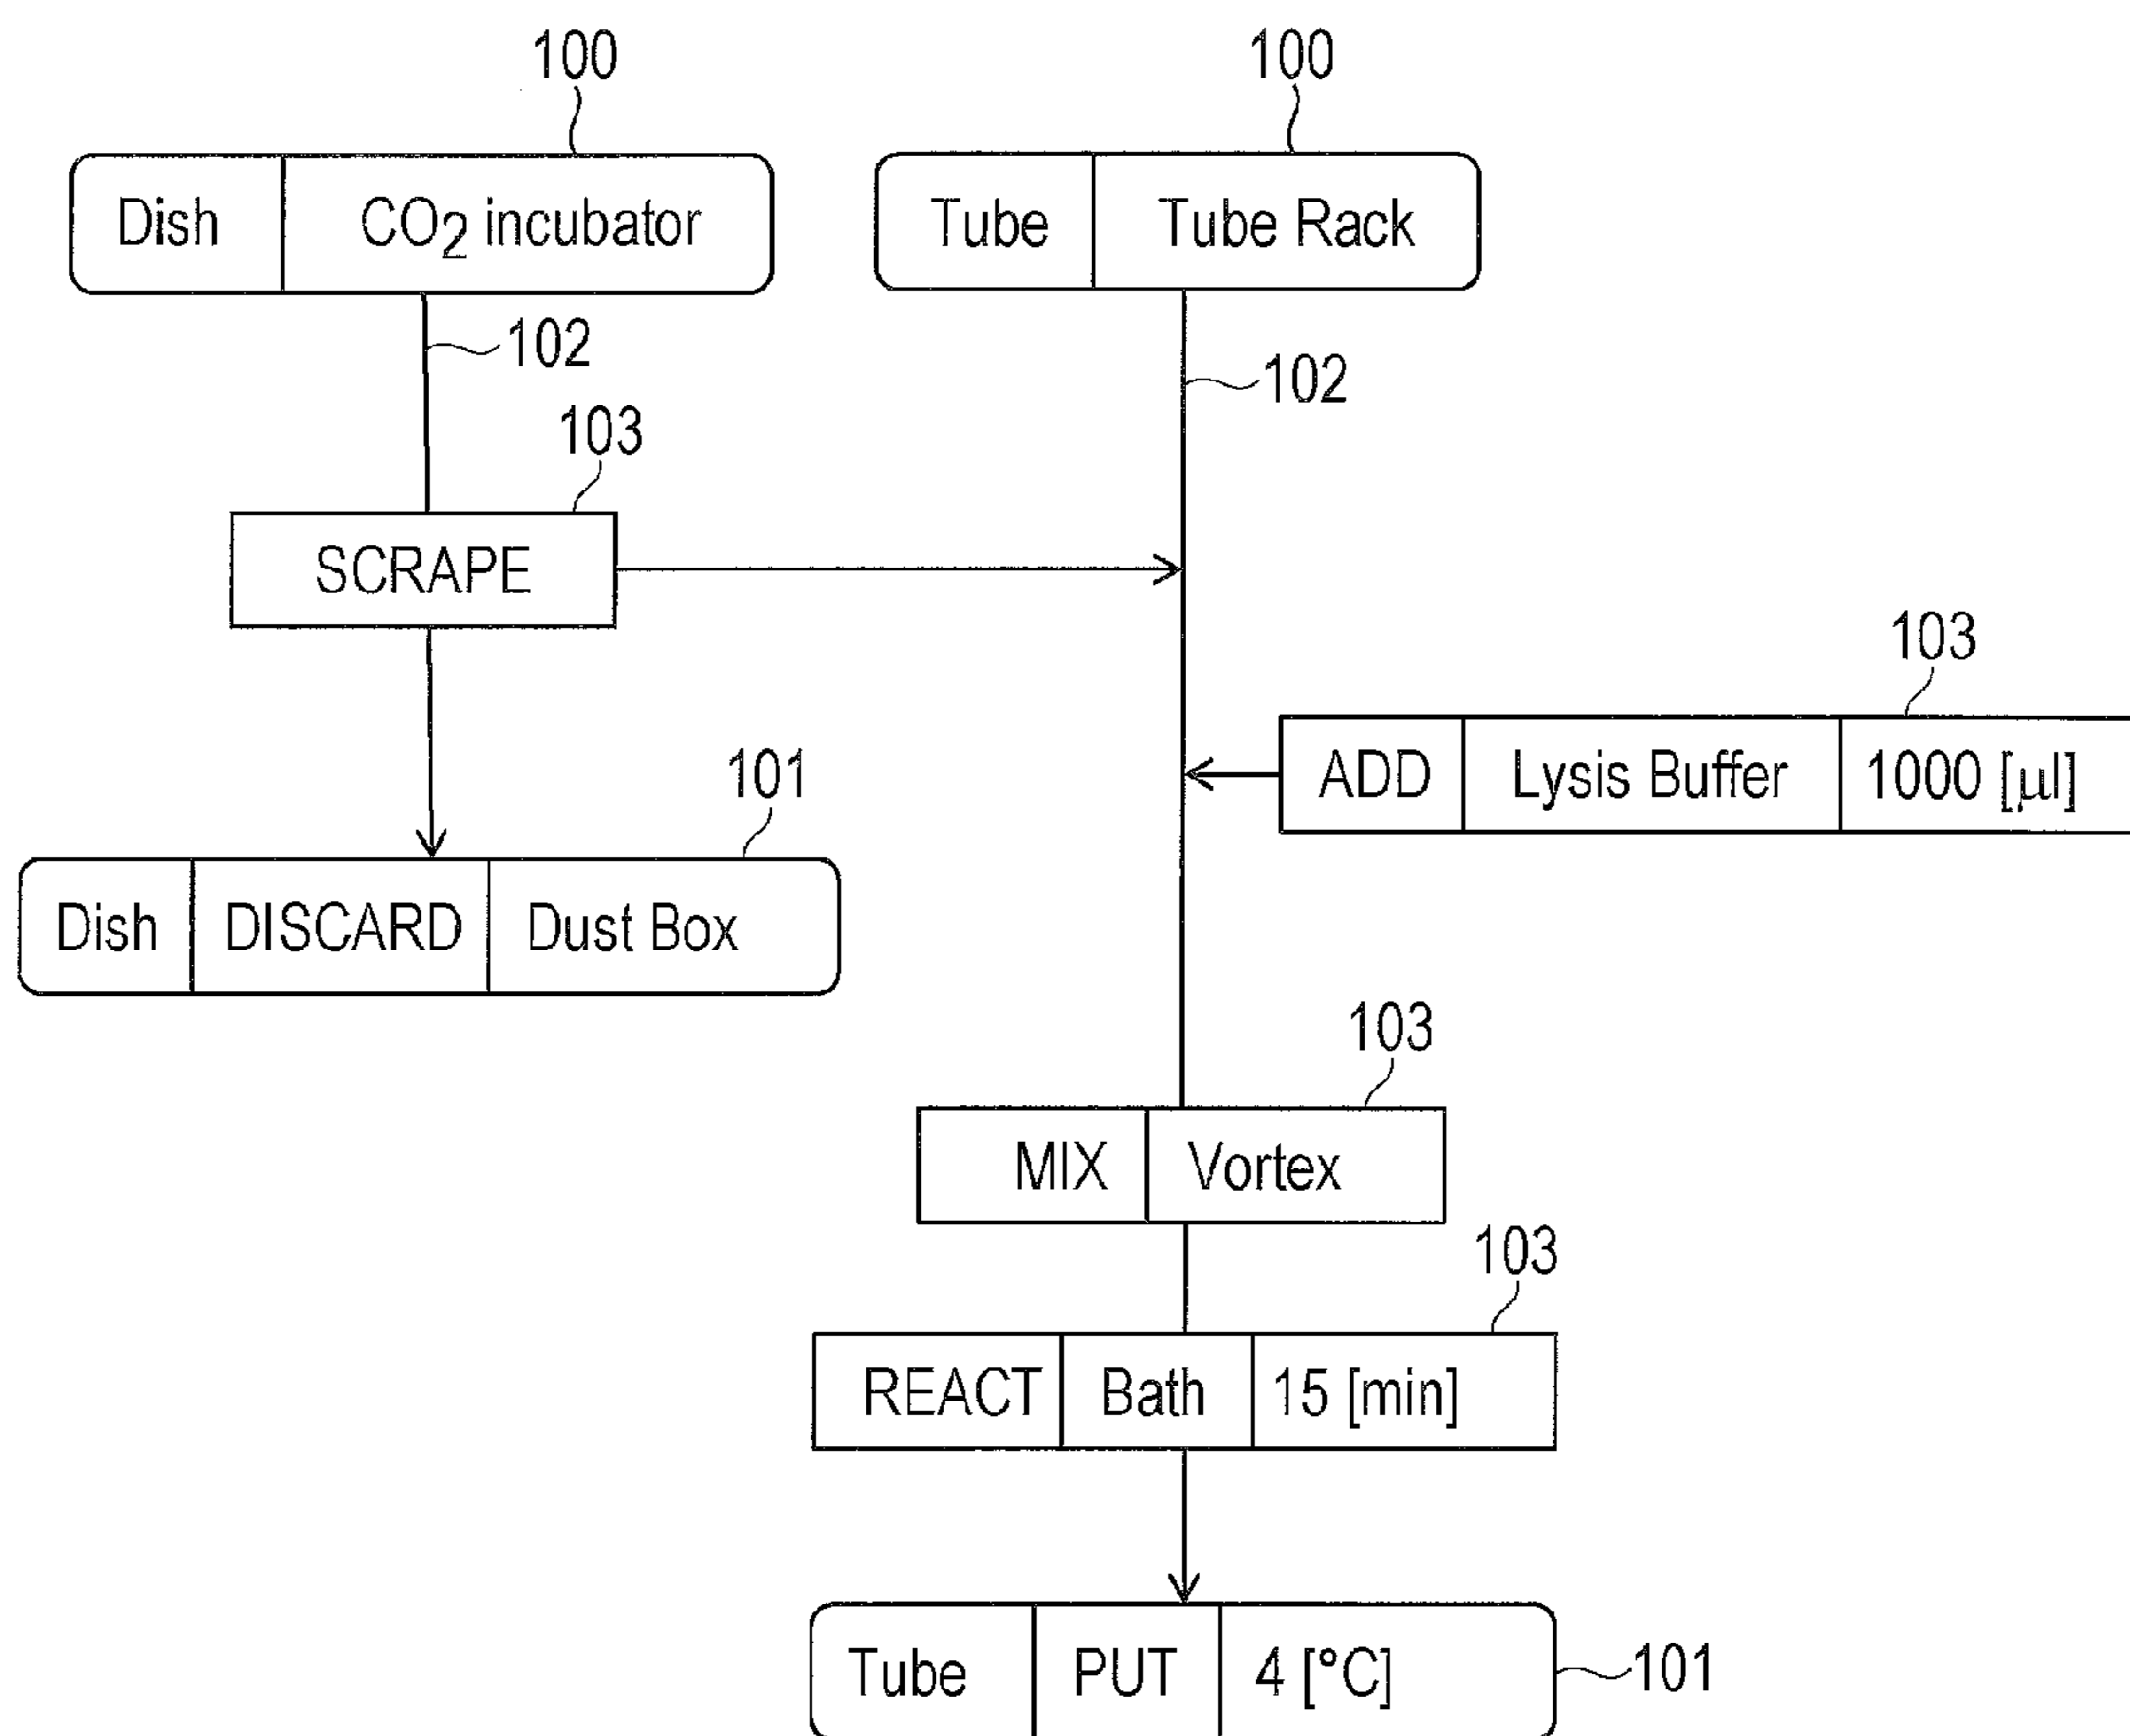 100
100
Dish CO₂ incubator
Tube Tube Rack
102
102
103
SCRAPE
103
ADD Lysis Buffer 1000 [µl]
101
Dish DISCARD Dust Box
103
MIX Vortex
103
REACT Bath 15 [min]
Tube PUT 4 [°C]
101